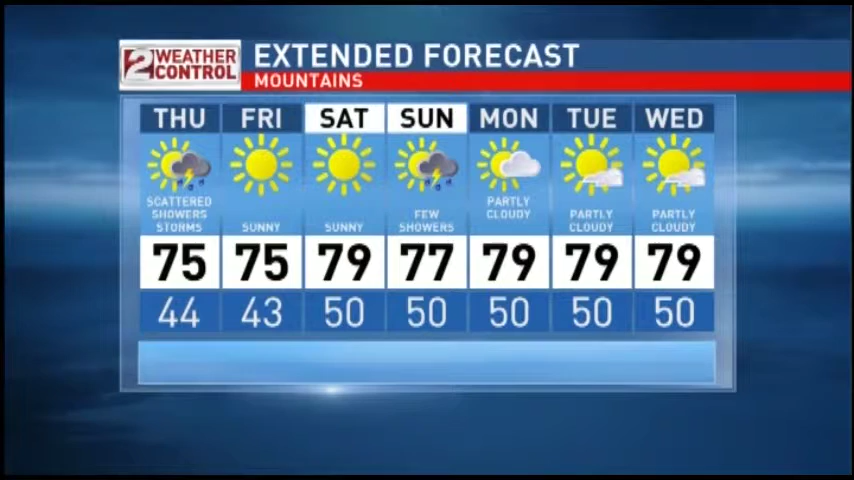 2 WEATHER CONTROL
EXTENDED FORECAST
MOUNTAINS
THU FRI SAT SUN MON TUE WED
SCATTERED SHOWERS STORMS SUNNY SUNNY FEW SHOWERS PARTLY CLOUDY PARTLY CLOUDY PARTLY CLOUDY
75 75 79 77 79 79 79
44 43 50 50 50 50 50